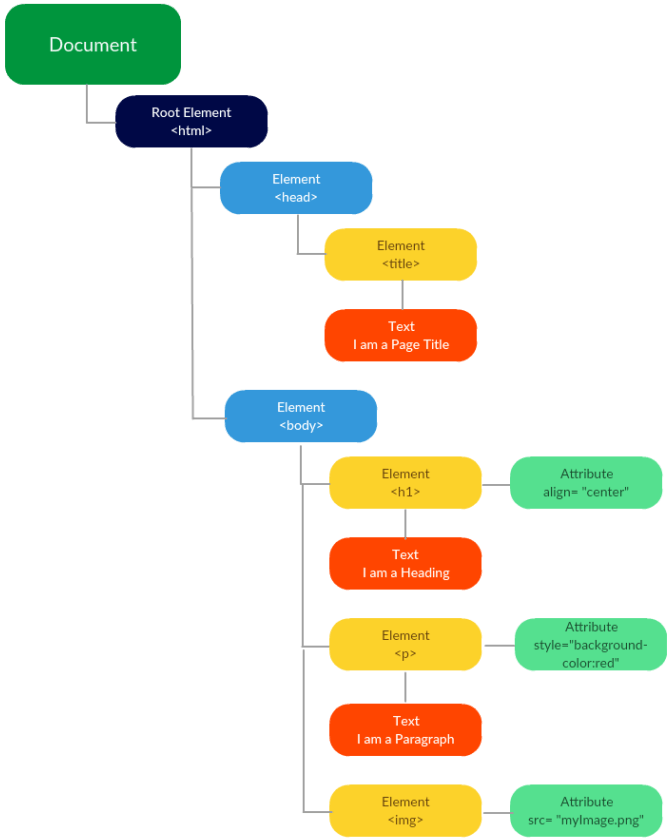 Document
Root Element
<html>
Element
<head>
Element
<title>
Text
I am a Page Title
Element
<body>
Element
<h1>
Attribute
align= "center"
Text
I am a Heading
Element
<p>
Attribute
style="background-
color:red"
Text
I am a Paragraph
Element
<img>
Attribute
src= "myImage.png"